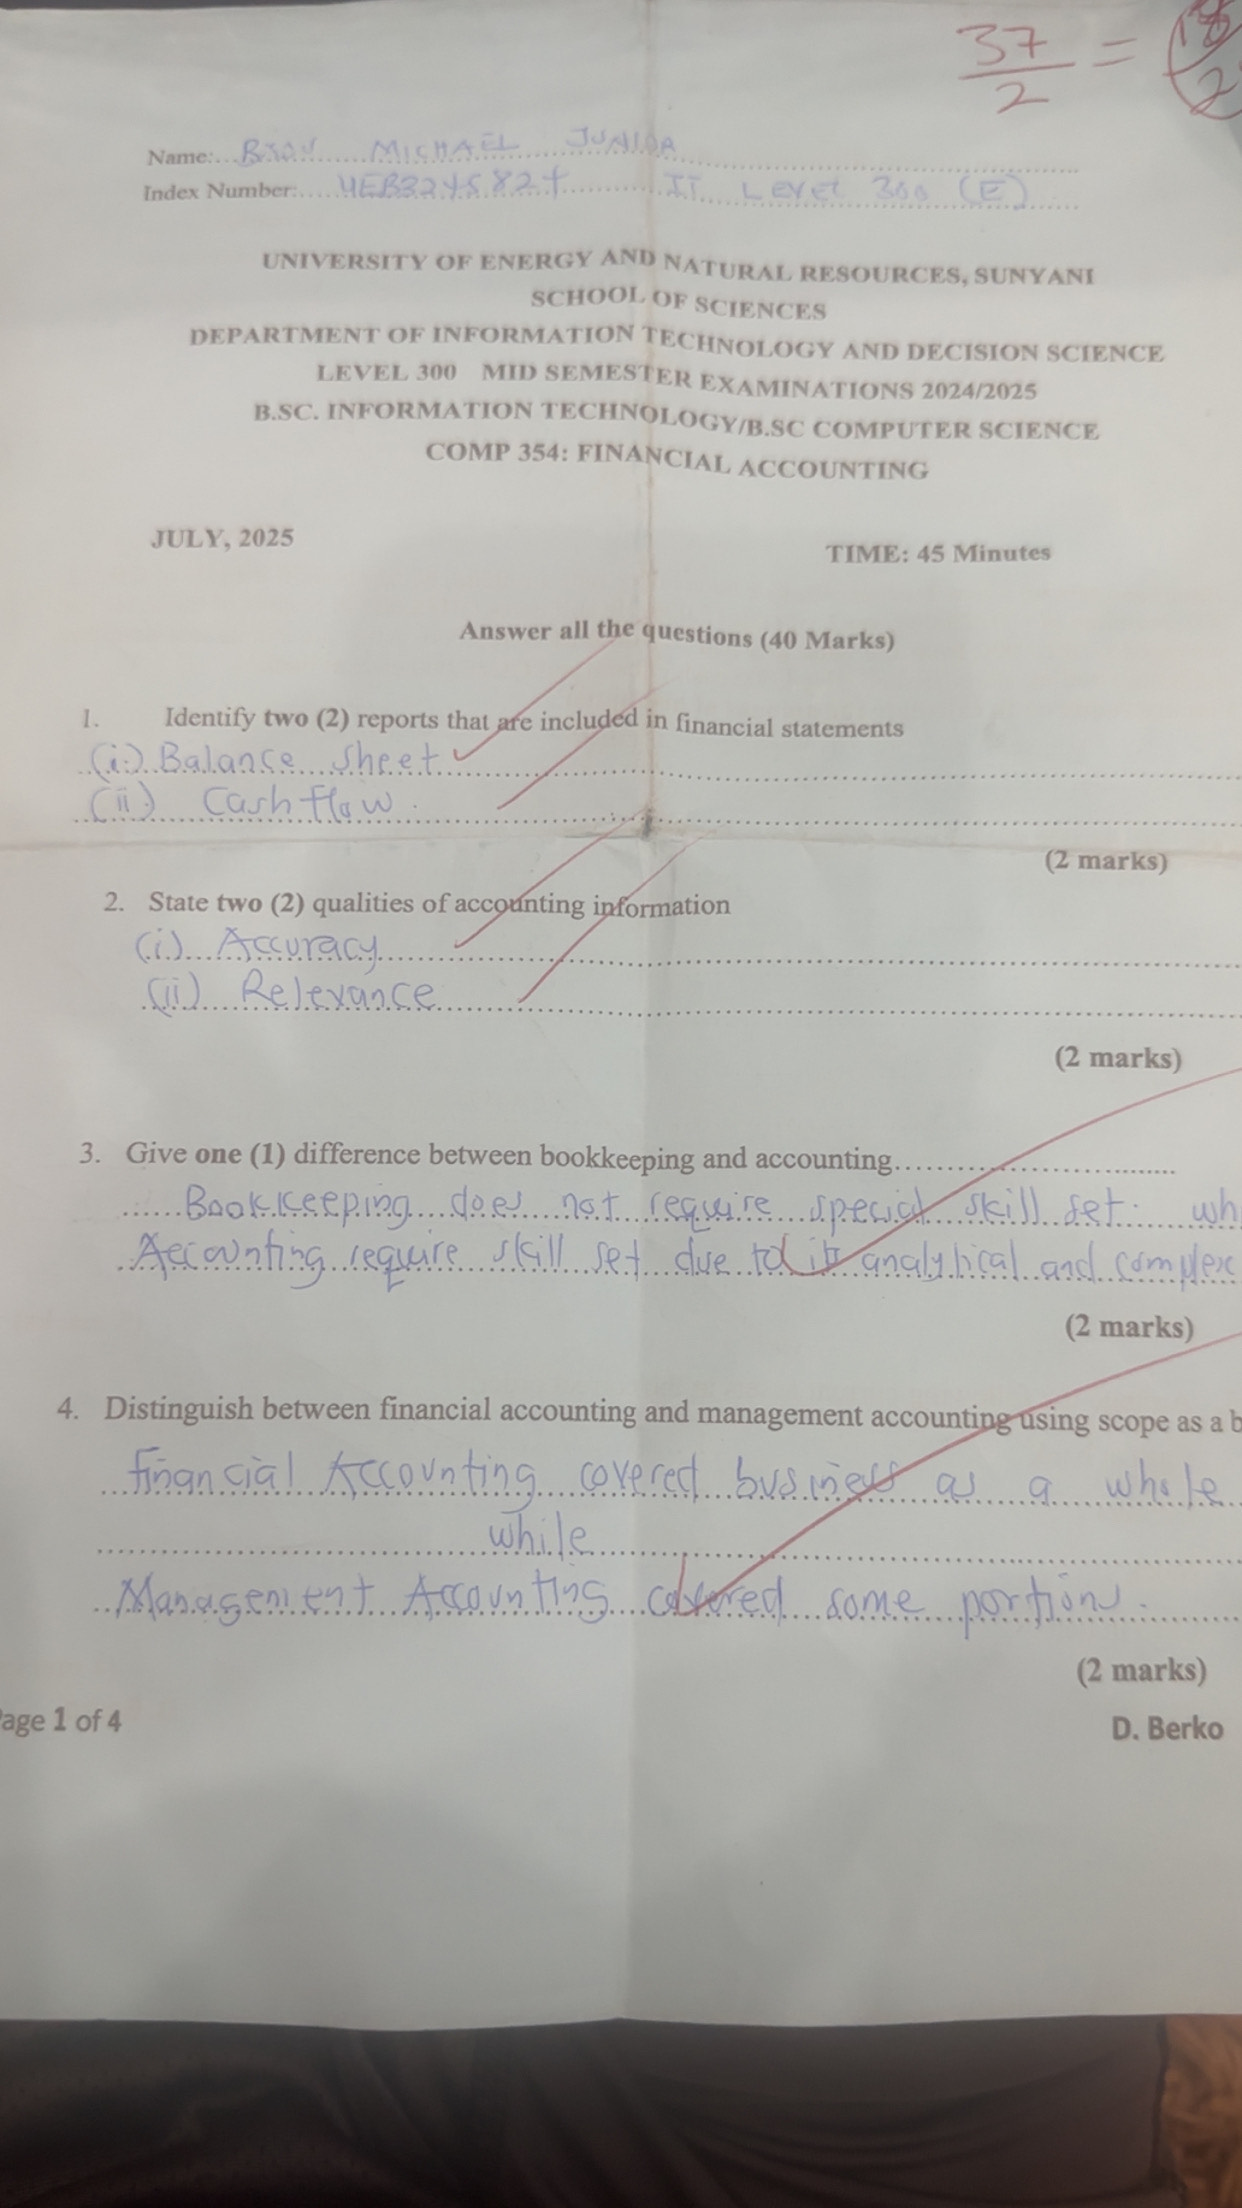 37/2 =
Name: MICHAEL JUNIOR
Index Number: IT Level 300 (E)
UNIVERSITY OF ENERGY AND NATURAL RESOURCES, SUNYANI
SCHOOL OF SCIENCES
DEPARTMENT OF INFORMATION TECHNOLOGY AND DECISION SCIENCE
LEVEL 300 MID SEMESTER EXAMINATIONS 2024/2025
B.SC. INFORMATION TECHNOLOGY/B.SC COMPUTER SCIENCE
COMP 354: FINANCIAL ACCOUNTING
JULY, 2025
TIME: 45 Minutes
Answer all the questions (40 Marks)
1. Identify two (2) reports that are included in financial statements
(i) Balance sheet
(ii) Cash flow.
(2 marks)
2. State two (2) qualities of accounting information
(i) Accuracy
(ii) Relevance
(2 marks)
3. Give one (1) difference between bookkeeping and accounting
Bookkeeping does not require special skill set. wh
Accounting require skill set due to it analytical and complex
(2 marks)
4. Distinguish between financial accounting and management accounting using scope as a b
financial Accounting covered business as a whole
while
Management Accounting covered some portions.
(2 marks)
age 1 of 4
D. Berko